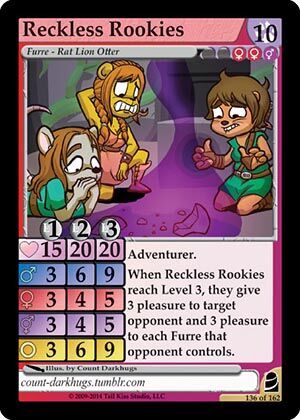 Reckless Rookies
10
Furre - Rat Lion Otter
1 2 3
15 20 20
3 6 9
3 4 5
3 4 5
3 6 9
Adventurer.
When Reckless Rookies
reach Level 3, they give
3 pleasure to target
opponent and 3 pleasure
to each Furre that
opponent controls.
Illus. by Count Darkhugs
count-darkhugs.tumblr.com
© 2009-2014 Tail Kiss Studio, LLC
136 of 162